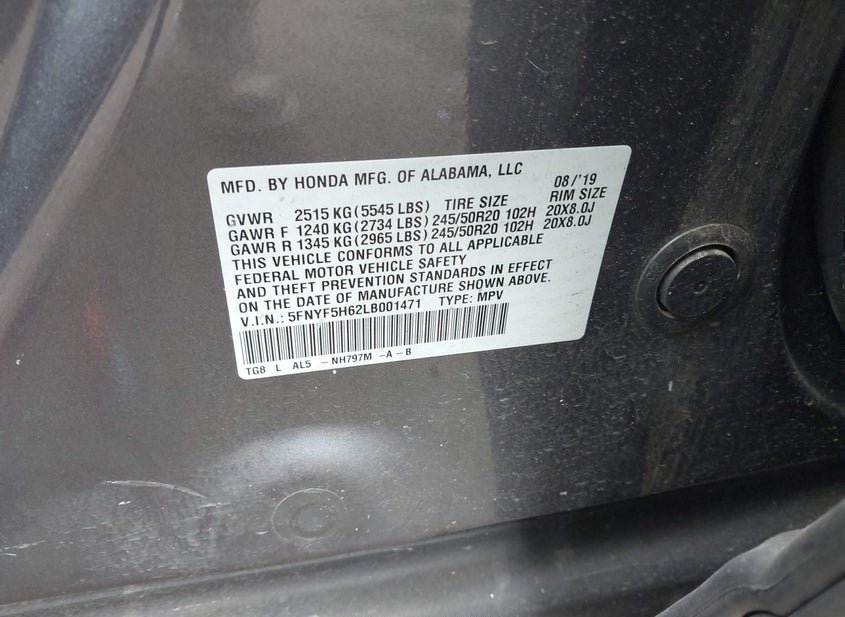 MFD. BY HONDA MFG. OF ALABAMA, LLC 08/'19
GVWR 2515 KG(5545 LBS) TIRE SIZE RIM SIZE
GAWR F 1240 KG(2734 LBS) 245/50R20 102H 20X8.0J
GAWR R 1345 KG(2965 LBS) 245/50R20 102H 20X8.0J
THIS VEHICLE CONFORMS TO ALL APPLICABLE
FEDERAL MOTOR VEHICLE SAFETY
AND THEFT PREVENTION STANDARDS IN EFFECT
ON THE DATE OF MANUFACTURE SHOWN ABOVE.
V.I.N.: 5FNYF5H62LB001471 TYPE: MPV
TG8 L AL5 -NH797M -A-B